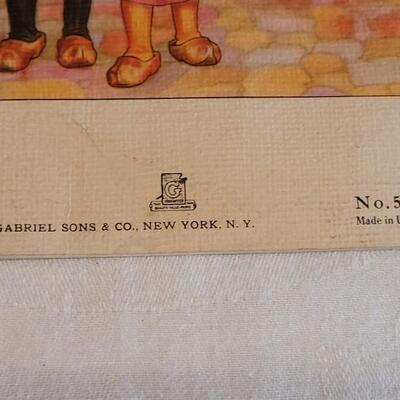 G
GABRIEL SONS & CO., NEW YORK, N. Y.
No. 5
Made in U